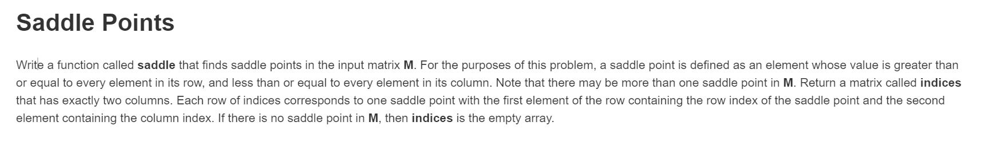 Saddle Points
Write a function called saddle that finds saddle points in the input matrix M. For the purposes of this problem, a saddle point is defined as an element whose value is greater than
or equal to every element in its row, and less than or equal to every element in its column. Note that there may be more than one saddle point in M. Return a matrix called indices
that has exactly two columns. Each row of indices corresponds to one saddle point with the first element of the row containing the row index of the saddle point and the second
element containing the column index. If there is no saddle point in M, then indices is the empty array.